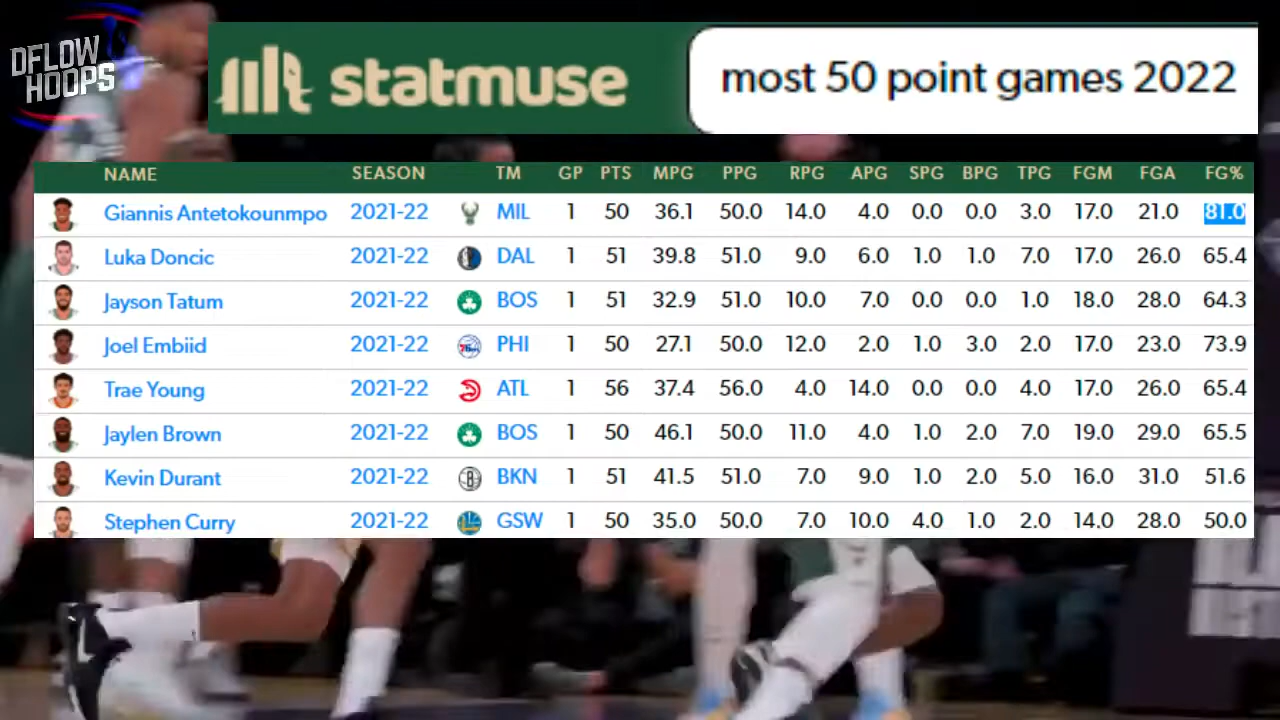 DFLOW
HOOPS
statmuse
most 50 point games 2022
NAME SEASON TM GP PTS MPG PPG RPG APG SPG BPG TPG FGM FGA FG%
Giannis Antetokounmpo 2021-22 MIL 1 50 36.1 50.0 14.0 4.0 0.0 0.0 3.0 17.0 21.0 81.0
Luka Doncic 2021-22 DAL 1 51 39.8 51.0 9.0 6.0 1.0 1.0 7.0 17.0 26.0 65.4
Jayson Tatum 2021-22 BOS 1 51 32.9 51.0 10.0 7.0 0.0 0.0 1.0 18.0 28.0 64.3
Joel Embiid 2021-22 PHI 1 50 27.1 50.0 12.0 2.0 1.0 3.0 2.0 17.0 23.0 73.9
Trae Young 2021-22 ATL 1 56 37.4 56.0 4.0 14.0 0.0 0.0 4.0 17.0 26.0 65.4
Jaylen Brown 2021-22 BOS 1 50 46.1 50.0 11.0 4.0 1.0 2.0 7.0 19.0 29.0 65.5
Kevin Durant 2021-22 BKN 1 51 41.5 51.0 7.0 9.0 1.0 2.0 5.0 16.0 31.0 51.6
Stephen Curry 2021-22 GSW 1 50 35.0 50.0 7.0 10.0 4.0 1.0 2.0 14.0 28.0 50.0